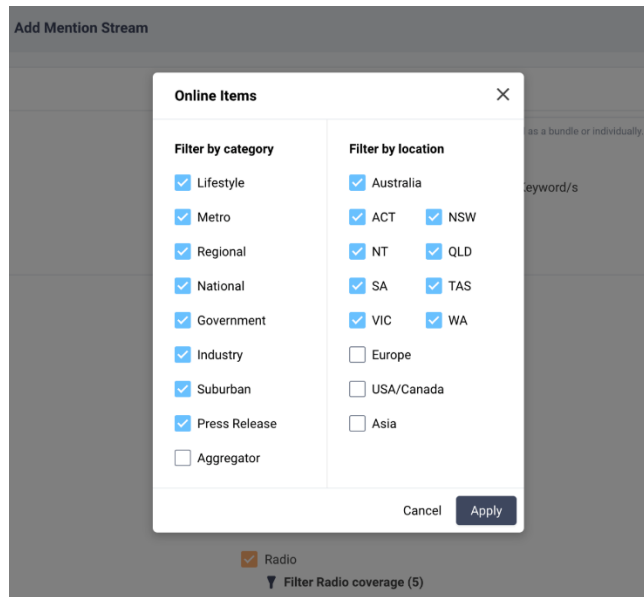 Add Mention Stream
Online Items
as a bundle or individually.
Filter by category
Filter by location
Lifestyle
Australia
Keyword/s
Metro
ACT
NSW
Regional
NT
QLD
National
SA
TAS
Government
VIC
WA
Industry
Europe
Suburban
USA/Canada
Press Release
Asia
Aggregator
Cancel
Apply
Radio
Filter Radio coverage (5)